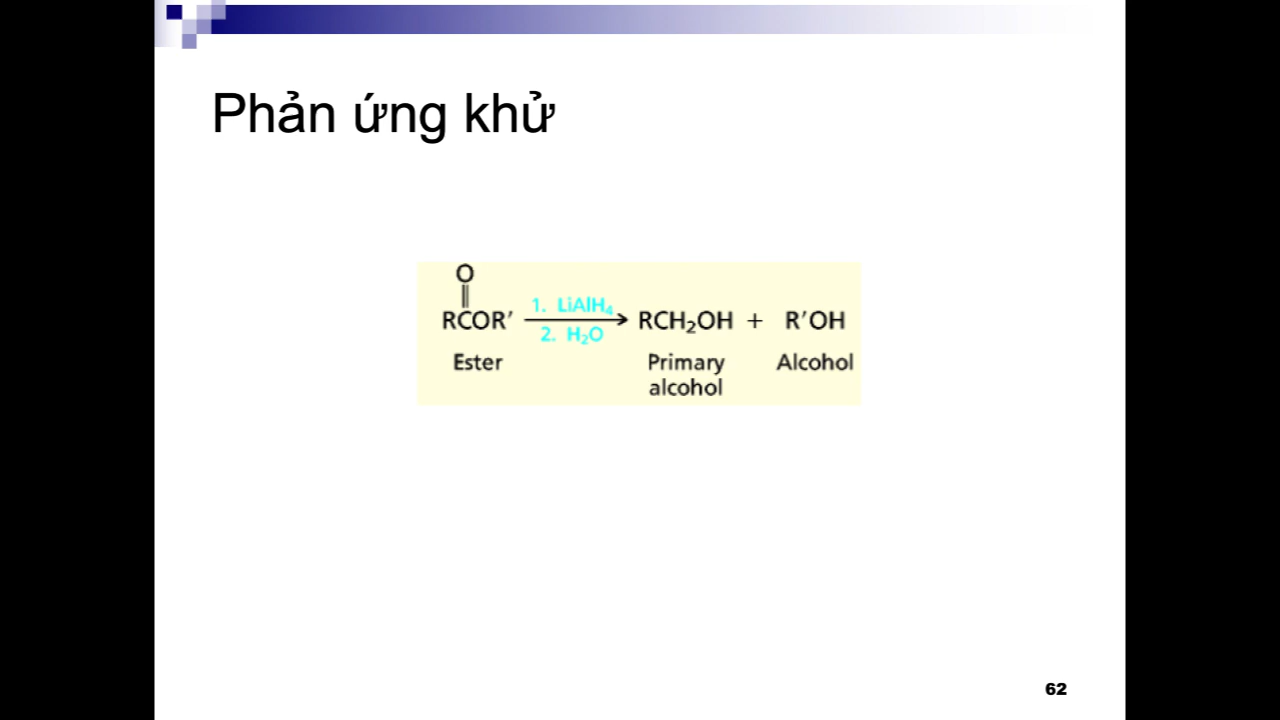 Phản ứng khử
O
RCOR′ 1. LiAlH₄ RCH₂OH + R′OH
2. H₂O
Ester Primary Alcohol
alcohol
62